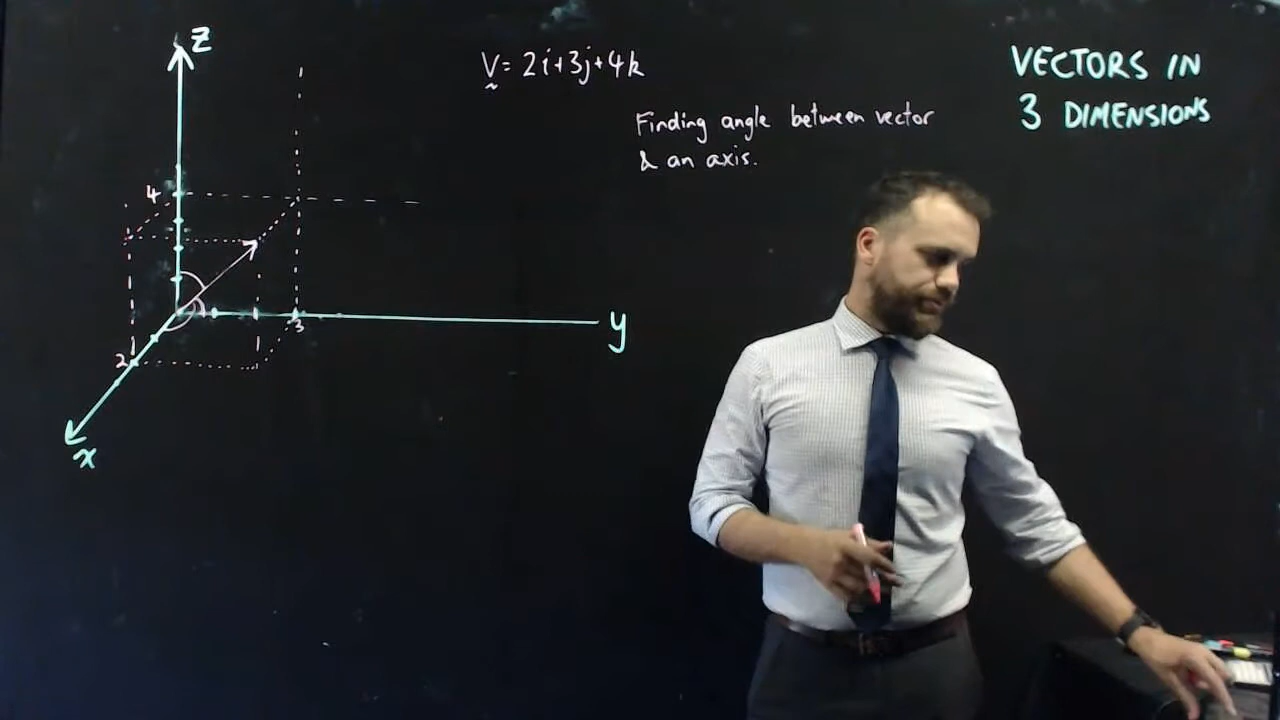 z
V = 2i+3j+4k
VECTORS IN
3 DIMENSIONS
Finding angle between vector
& an axis.
4
3
y
2
x